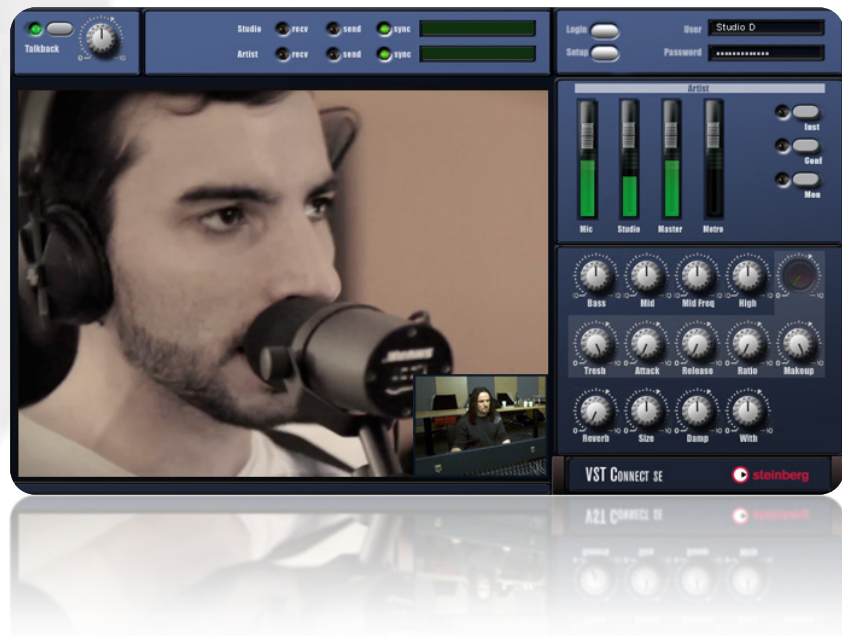 Talkback
Studio recv send sync
Artist recv send sync
Login User Studio D
Setup Password •••••••••••••
Artist
Inst
Conf
Mon
Mic Studio Master Metro
Bass Mid Mid Freq High
Tresh Attack Release Ratio Makeup
Reverb Size Damp With
VST CONNECT SE steinberg